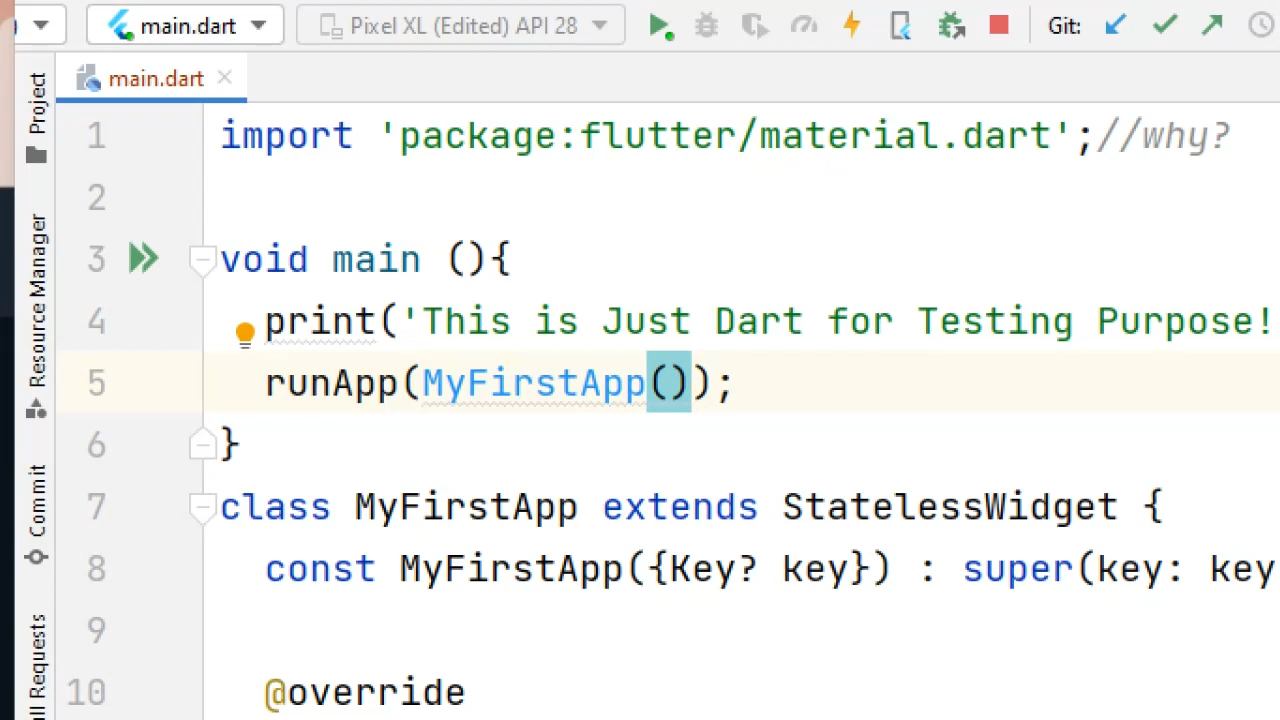 main.dart Pixel XL (Edited) API 28 Git:
main.dart
Project
Resource Manager
Commit
1 import 'package:flutter/material.dart';//why?
2
3 void main (){
4 print('This is Just Dart for Testing Purpose!
5 runApp(MyFirstApp());
6 }
7 class MyFirstApp extends StatelessWidget {
8 const MyFirstApp({Key? key}) : super(key: key
9
10 @override
ll Requests